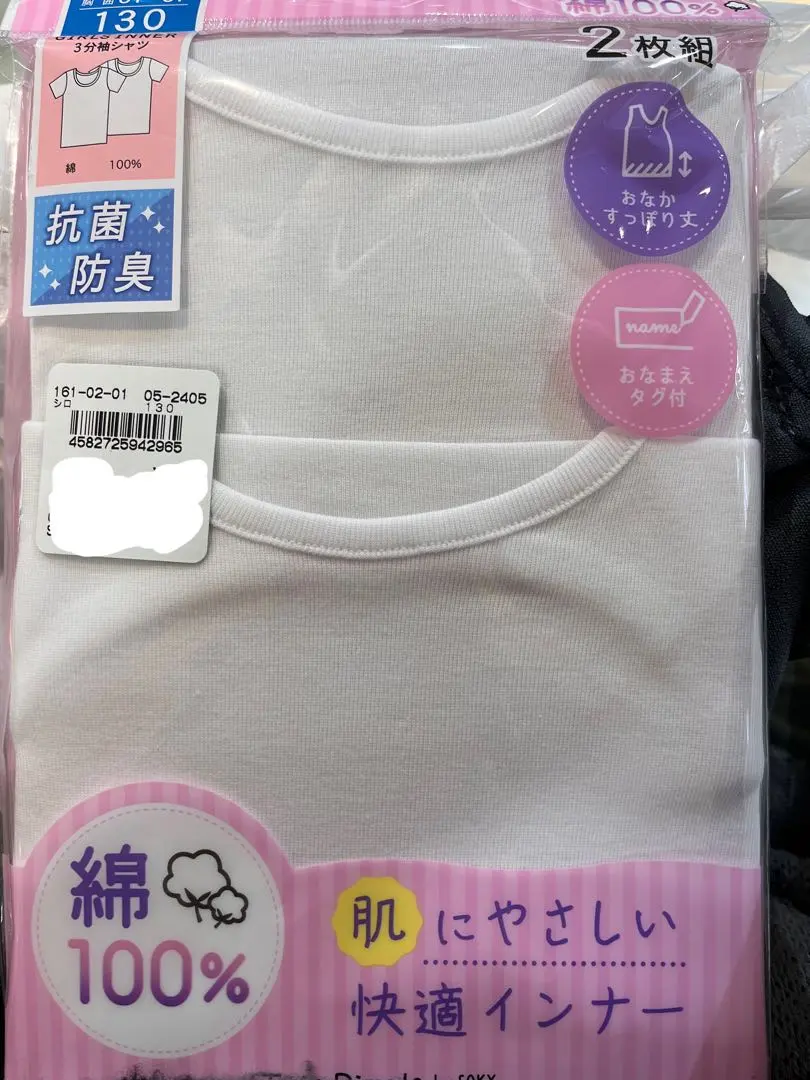 130
綿100%
2枚組
GIRLS INNER
3分袖シャツ
綿 100%
抗菌
防臭
おなか
すっぽり丈
name
おなまえ
タグ付
161-02-01 05-2405
シロ 130
4582725942965
綿
100%
肌にやさしい
快適インナー